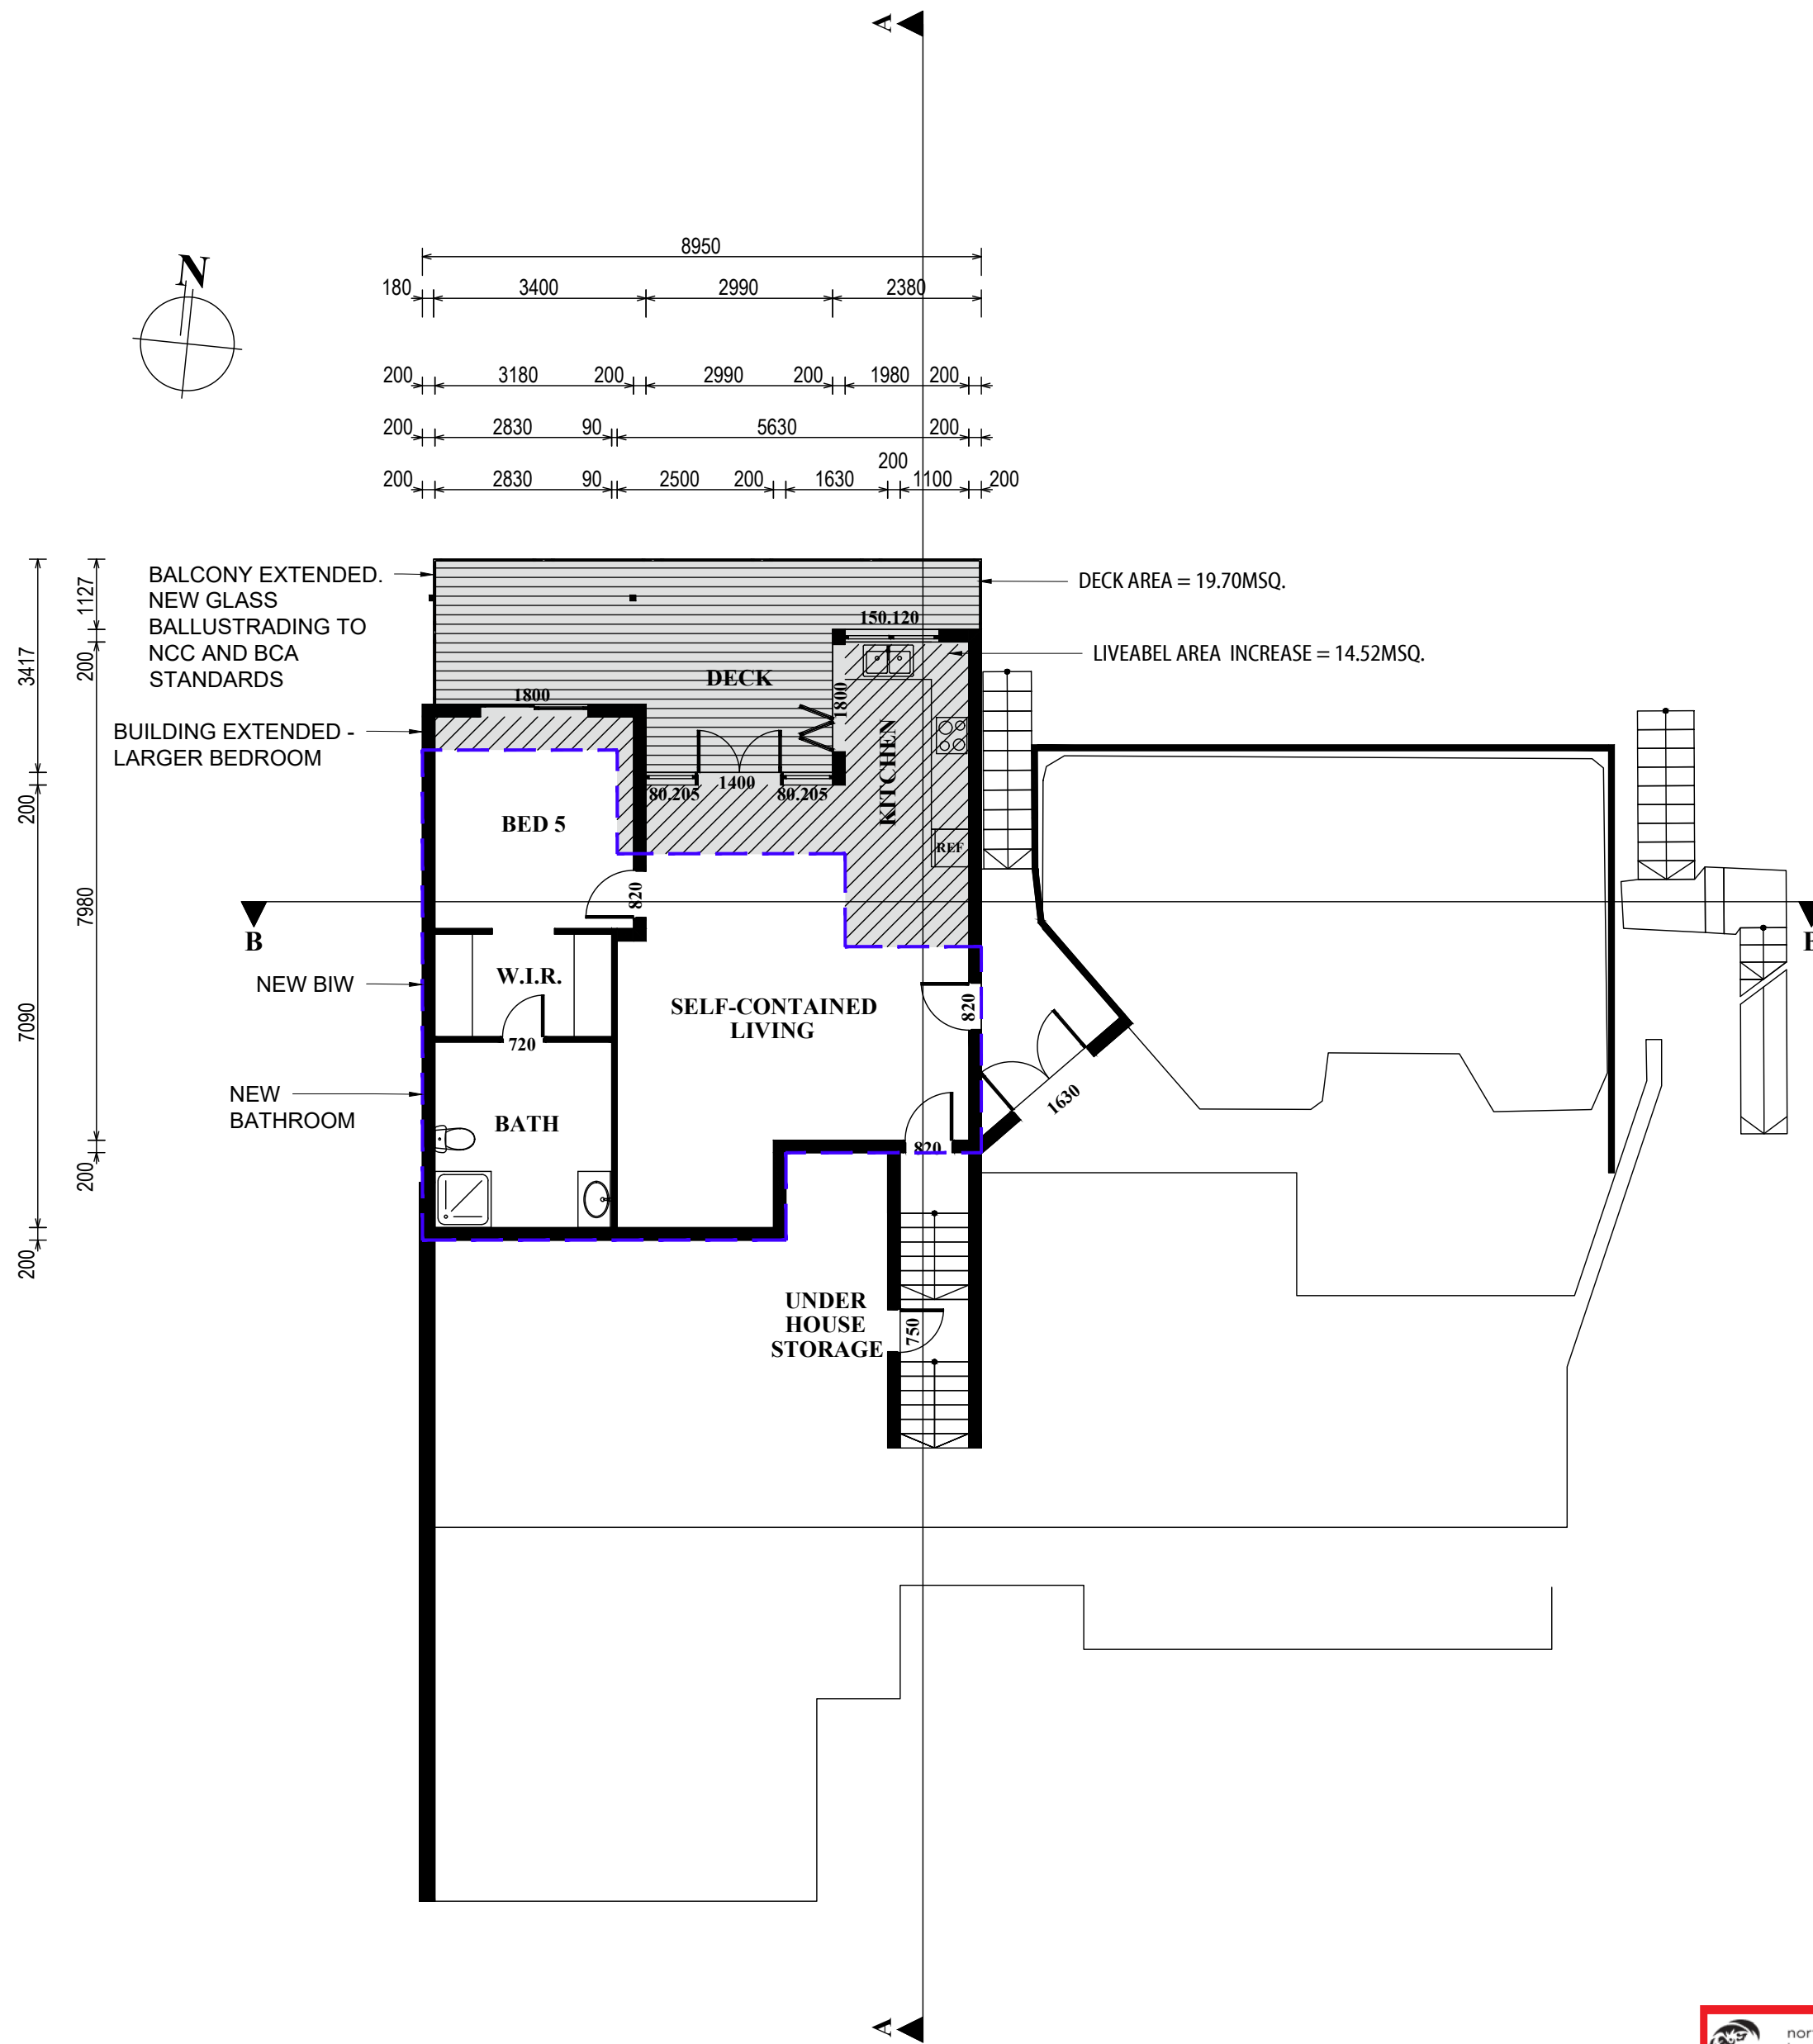 A
N
8950
180 3400 2990 2380
200 3180 200 2990 200 1980 200
200 2830 90 5630 200
200
200 2830 90 2500 200 1630 1100 200
3417
200
7090
200
1127
200
7980
200
BALCONY EXTENDED.
NEW GLASS
BALLUSTRADING TO
NCC AND BCA
STANDARDS
DECK AREA = 19.70MSQ.
150.120
LIVEABEL AREA INCREASE = 14.52MSQ.
DECK
1800
1800
BUILDING EXTENDED -
LARGER BEDROOM
KITCHEN
80.205 1400 80.205
BED 5
REF
820
B
B
NEW BIW
W.I.R.
SELF-CONTAINED
LIVING
820
720
NEW
BATHROOM
BATH
1630
820
UNDER
HOUSE
STORAGE
750
A